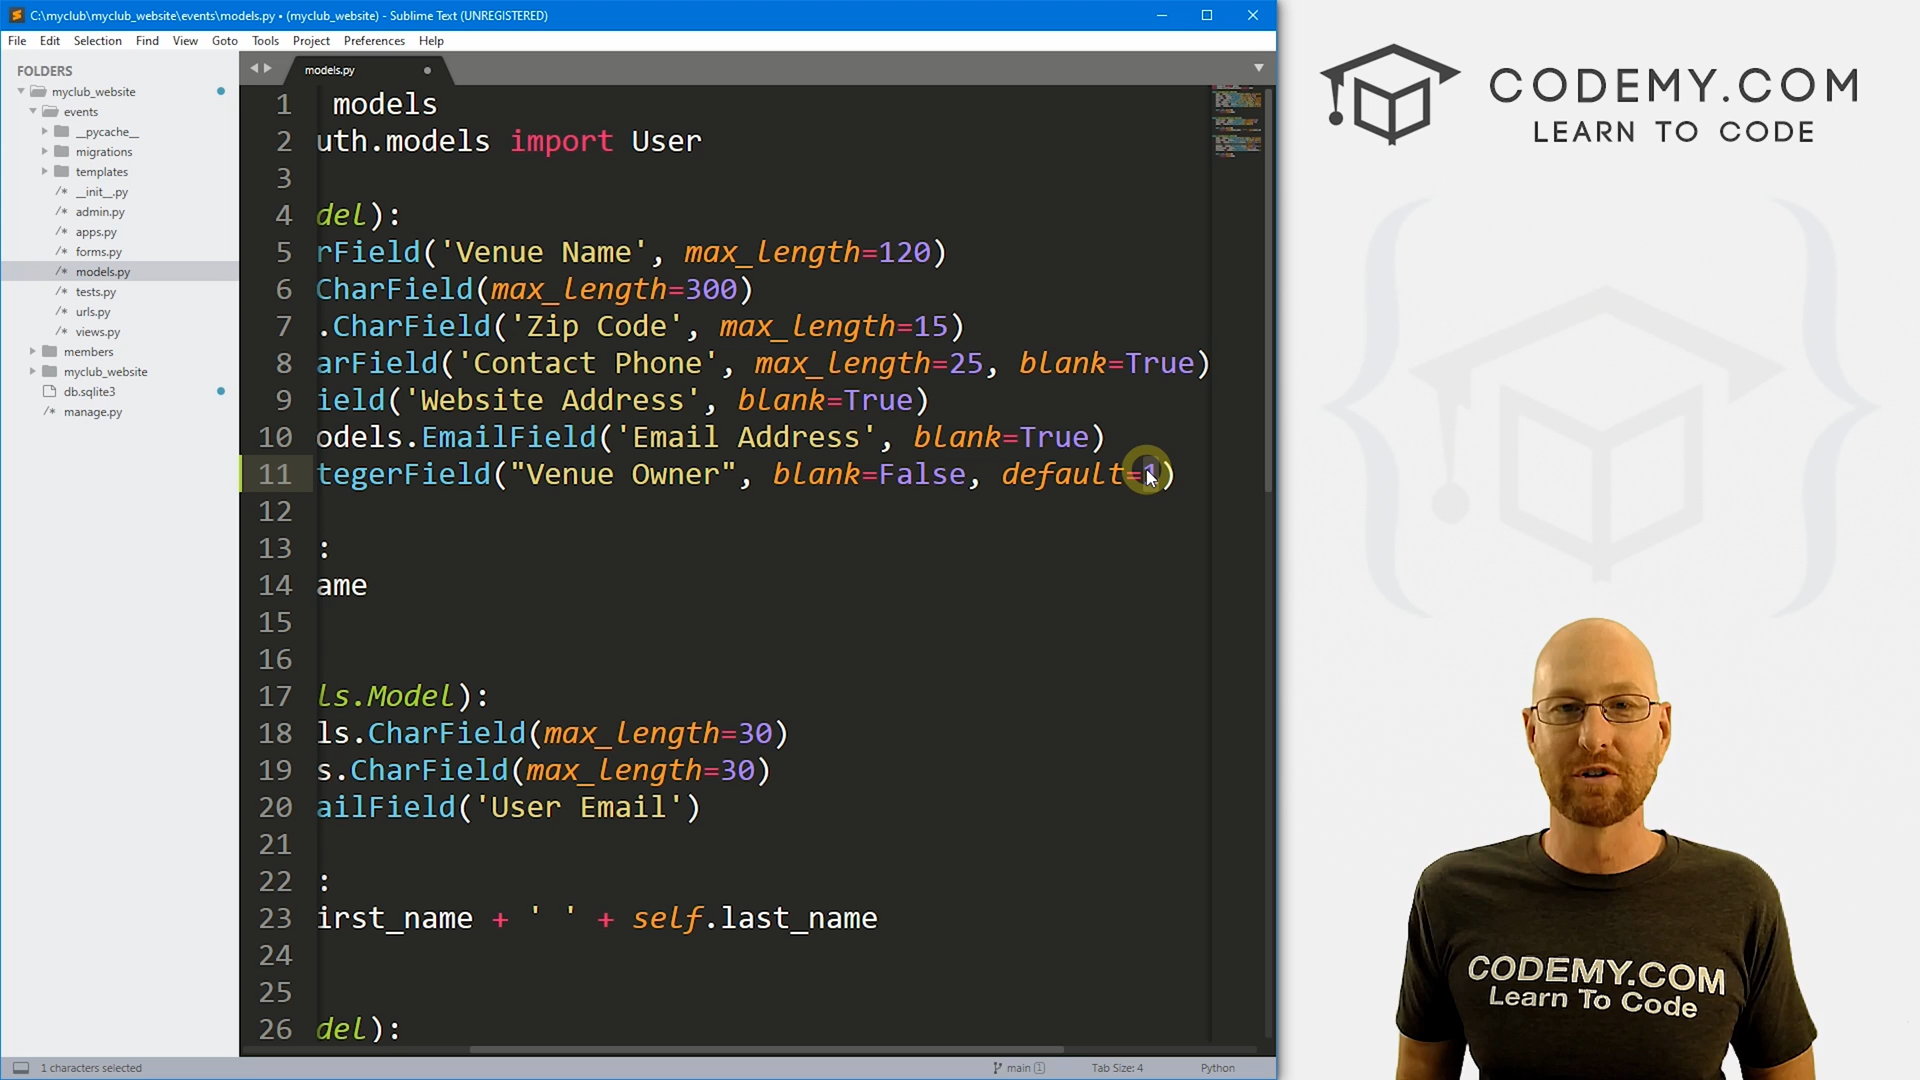 C:\myclub\myclub_website\events\models.py • (myclub_website) - Sublime Text (UNREGISTERED)
File Edit Selection Find View Goto Tools Project Preferences Help
FOLDERS
myclub_website
events
__pycache__
migrations
templates
__init__.py
admin.py
apps.py
forms.py
models.py
tests.py
urls.py
views.py
members
myclub_website
db.sqlite3
manage.py
models.py
1 models
2 uth.models import User
3
4 del):
5 rField('Venue Name', max_length=120)
6 CharField(max_length=300)
7 .CharField('Zip Code', max_length=15)
8 arField('Contact Phone', max_length=25, blank=True)
9 ield('Website Address', blank=True)
10 odels.EmailField('Email Address', blank=True)
11 tegerField("Venue Owner", blank=False, default=1)
12
13 :
14 ame
15
16
17 ls.Model):
18 ls.CharField(max_length=30)
19 s.CharField(max_length=30)
20 ailField('User Email')
21
22 :
23 irst_name + ' ' + self.last_name
24
25
26 del):
1 characters selected
main 1
Tab Size: 4
Python
CODEMY.COM
LEARN TO CODE
CODEMY.COM
Learn To Code